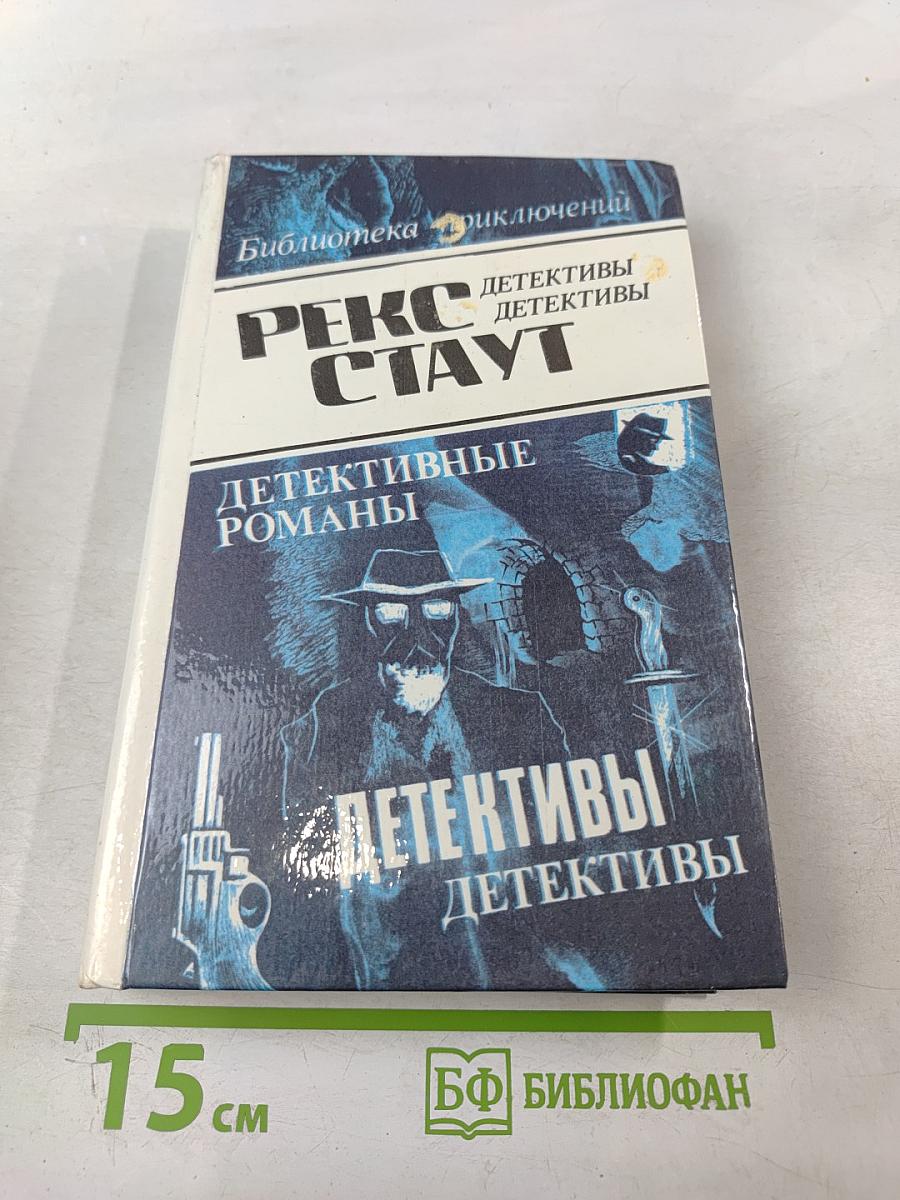 Библиотека приключений
РЕКС
СТАУТ
ДЕТЕКТИВЫ
ДЕТЕКТИВЫ
ДЕТЕКТИВНЫЕ
РОМАНЫ
ДЕТЕКТИВЫ
ДЕТЕКТИВЫ
15 см
БФ БИБЛИОФАН